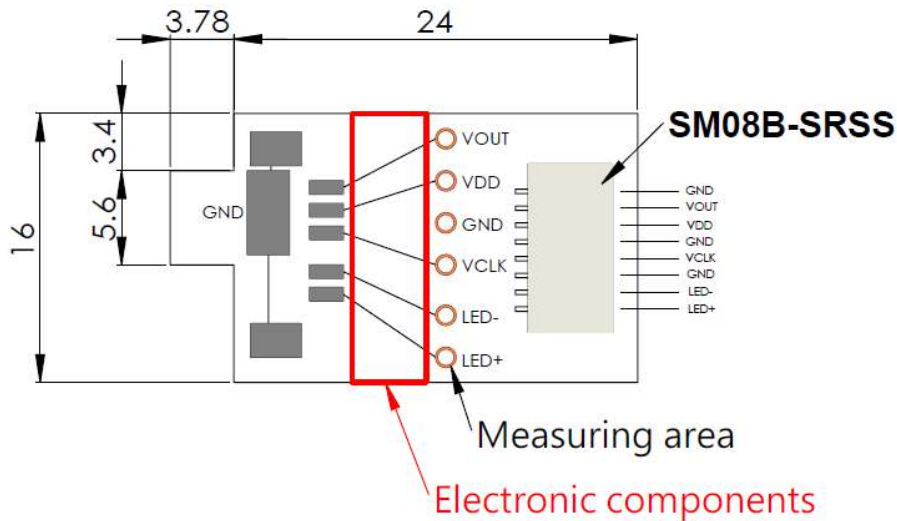 3.78
24
3.4
5.6
16
SM08B-SRSS
VOUT
VDD
GND
GND
VCLK
LED-
LED+
GND
VOUT
VDD
GND
VCLK
GND
LED-
LED+
Measuring area
Electronic components